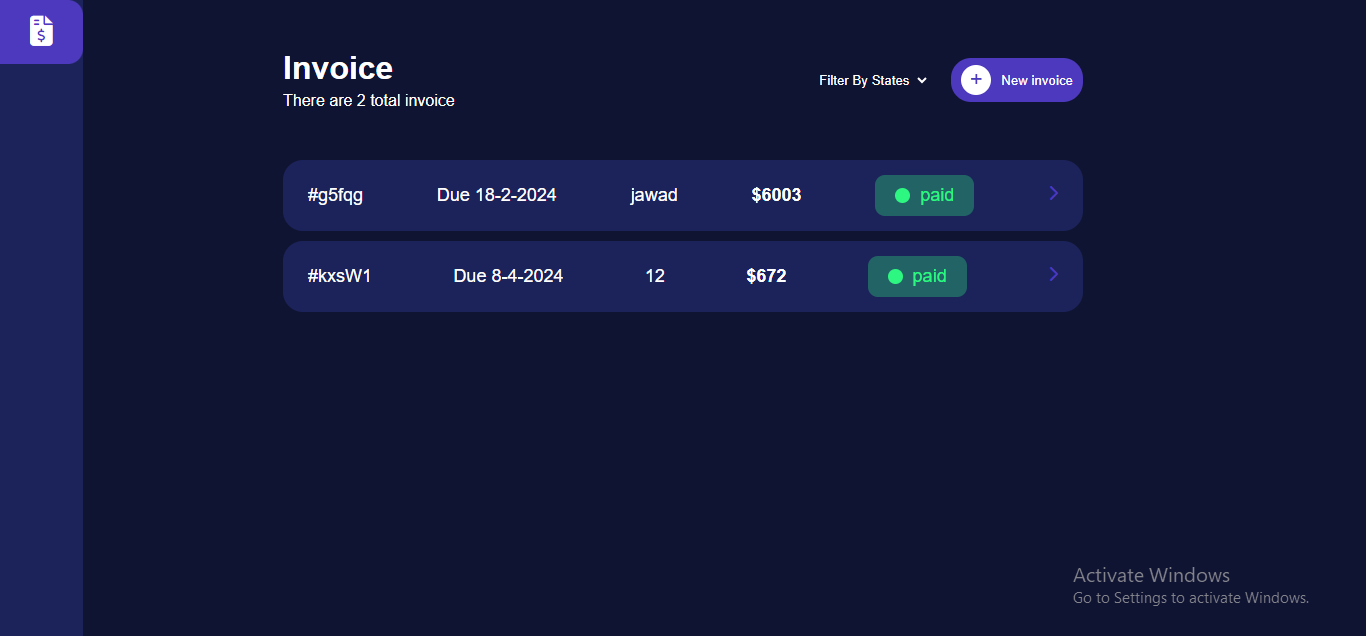 $
Invoice
There are 2 total invoice
Filter By States
+ New invoice
#g5fqg Due 18-2-2024 jawad $6003 paid
#kxsW1 Due 8-4-2024 12 $672 paid
Activate Windows
Go to Settings to activate Windows.